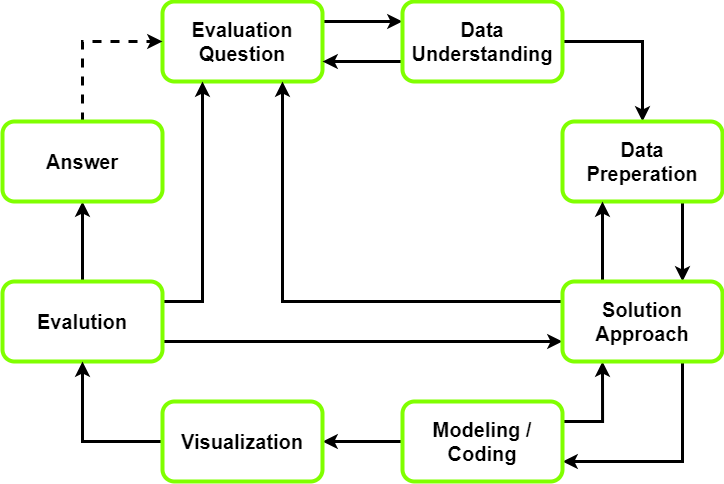 Evaluation
Question
Data
Understanding
Answer
Data
Preperation
Evalution
Solution
Approach
Visualization
Modeling /
Coding